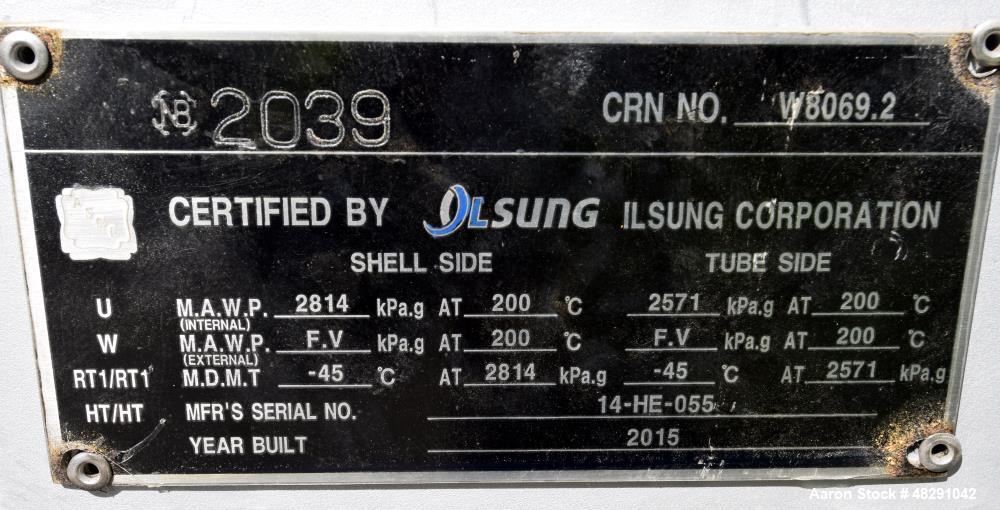 NB 2039 CRN NO. W8069.2
CERTIFIED BY ILSUNG ILSUNG CORPORATION
SHELL SIDE TUBE SIDE
U M.A.W.P. 2814 kPa.g AT 200 ℃ 2571 kPa.g AT 200 ℃
(INTERNAL)
W M.A.W.P. F.V kPa.g AT 200 ℃ F.V kPa.g AT 200 ℃
(EXTERNAL)
RT1/RT1 M.D.M.T -45 ℃ AT 2814 kPa.g -45 ℃ AT 2571 kPa.g
HT/HT MFR'S SERIAL NO. 14-HE-055
YEAR BUILT 2015
Aaron Stock # 48291042